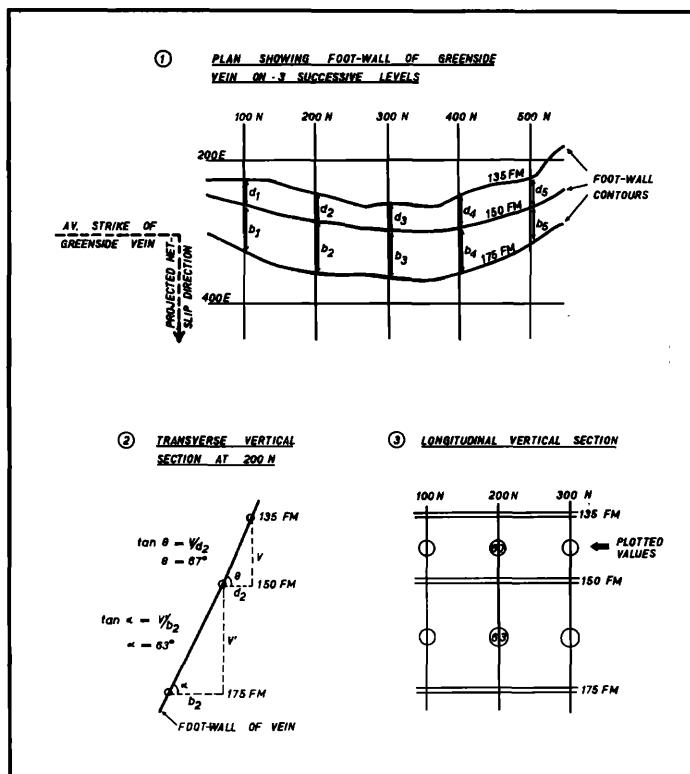 ① PLAN SHOWING FOOT-WALL OF GREENSIDE
VEIN ON - 3 SUCCESSIVE LEVELS
100 N 200 N 300 N 400 N 500 N
200E
135 FM
FOOT-WALL
CONTOURS
d1 d2 d3 d4 d5
150 FM
AV. STRIKE OF
GREENSIDE VEIN
b1 b2 b3 b4 b5
175 FM
PROJECTED NET-
SLIP DIRECTION
400E
② TRANSVERSE VERTICAL
SECTION AT 200 N
135 FM
tan θ = V/d2
θ = 67°
V
θ
d2
150 FM
tan α = V'/b2
α = 63°
V'
α
b2
175 FM
FOOT-WALL OF VEIN
③ LONGITUDINAL VERTICAL SECTION
100 N 200 N 300 N
135 FM
PLOTTED
VALUES
150 FM
63
175 FM